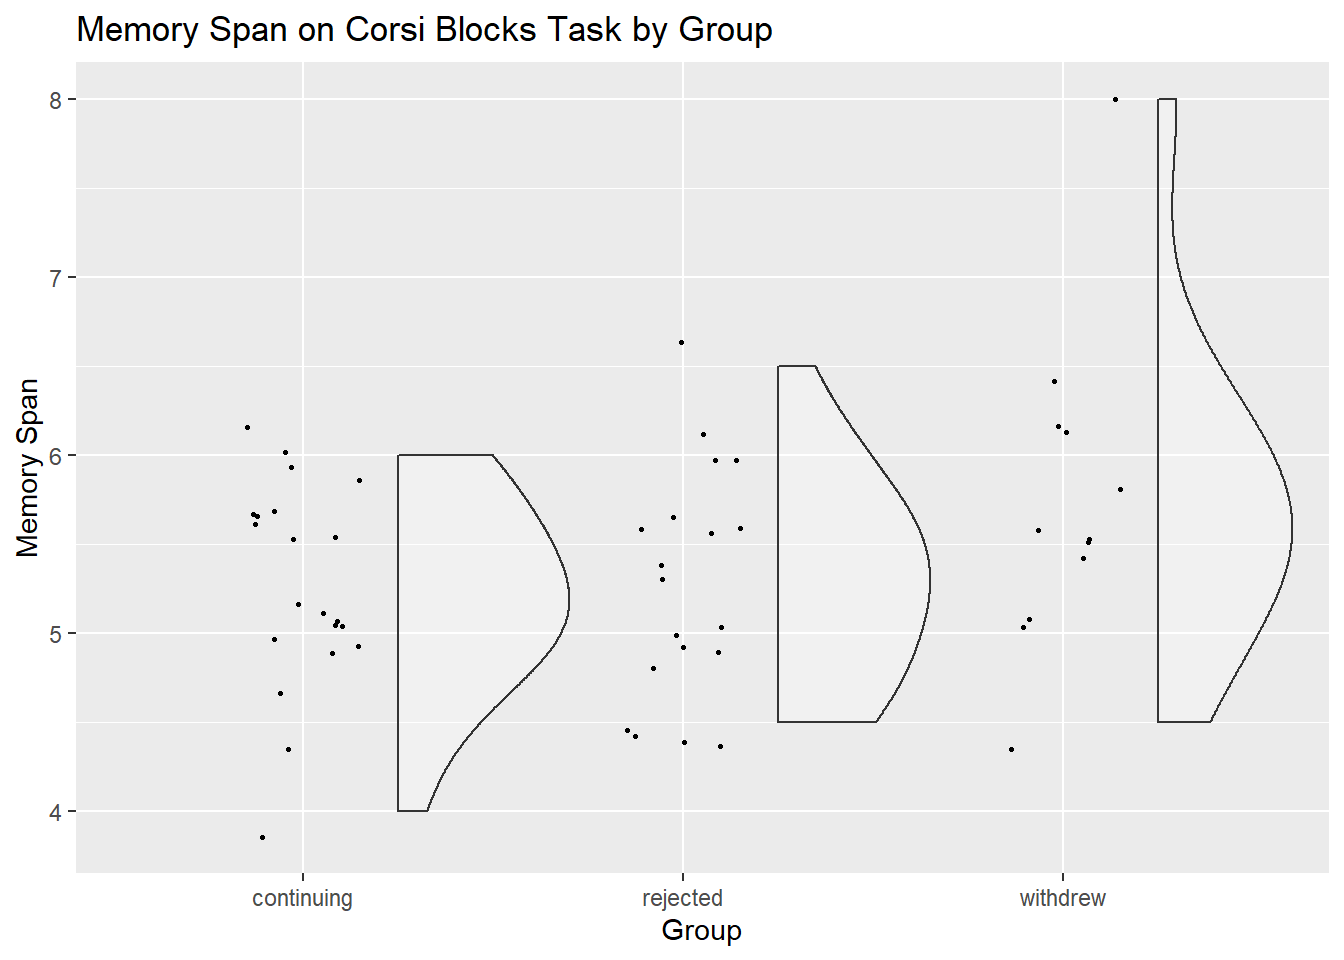 Memory Span on Corsi Blocks Task by Group
8
7
6
5
4
Memory Span
continuing
rejected
withdrew
Group